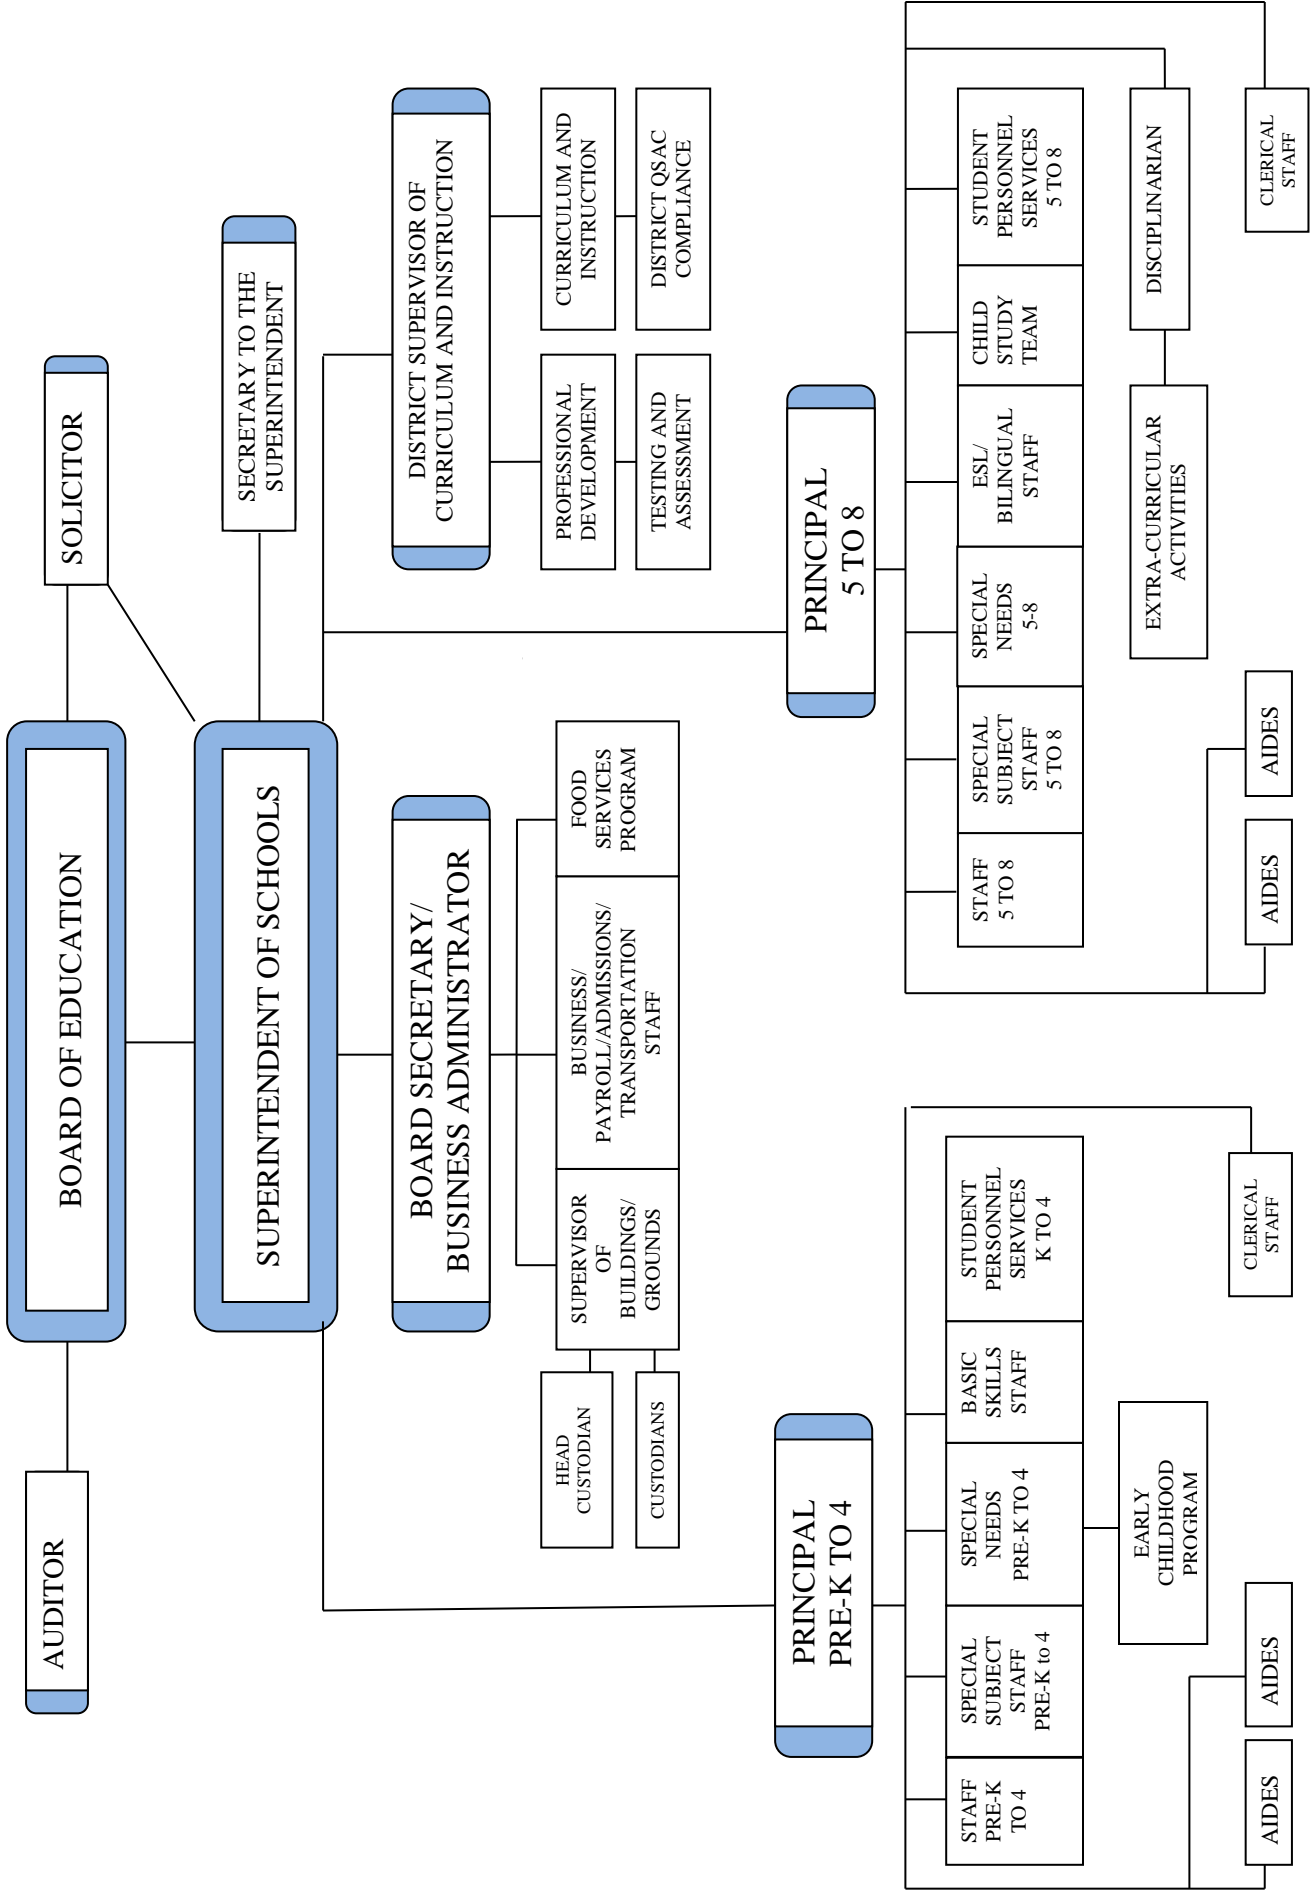 AUDITOR
BOARD OF EDUCATION
SOLICITOR
SUPERINTENDENT OF SCHOOLS
SECRETARY TO THE
SUPERINTENDENT
BOARD SECRETARY/
BUSINESS ADMINISTRATOR
DISTRICT SUPERVISOR OF
CURRICULUM AND INSTRUCTION
HEAD
CUSTODIAN
CUSTODIANS
SUPERVISOR
OF
BUILDINGS/
GROUNDS
BUSINESS/
PAYROLL/ADMISSIONS/
TRANSPORTATION
STAFF
FOOD
SERVICES
PROGRAM
PROFESSIONAL
DEVELOPMENT
CURRICULUM AND
INSTRUCTION
TESTING AND
ASSESSMENT
DISTRICT QSAC
COMPLIANCE
PRINCIPAL
PRE-K TO 4
PRINCIPAL
5 TO 8
STAFF
PRE-K
TO 4
SPECIAL
SUBJECT
STAFF
PRE-K to 4
SPECIAL
NEEDS
PRE-K TO 4
BASIC
SKILLS
STAFF
STUDENT
PERSONNEL
SERVICES
K TO 4
STAFF
5 TO 8
SPECIAL
SUBJECT
STAFF
5 TO 8
SPECIAL
NEEDS
5-8
ESL/
BILINGUAL
STAFF
CHILD
STUDY
TEAM
STUDENT
PERSONNEL
SERVICES
5 TO 8
EARLY
CHILDHOOD
PROGRAM
EXTRA-CURRICULAR
ACTIVITIES
DISCIPLINARIAN
AIDES
AIDES
CLERICAL
STAFF
AIDES
AIDES
CLERICAL
STAFF